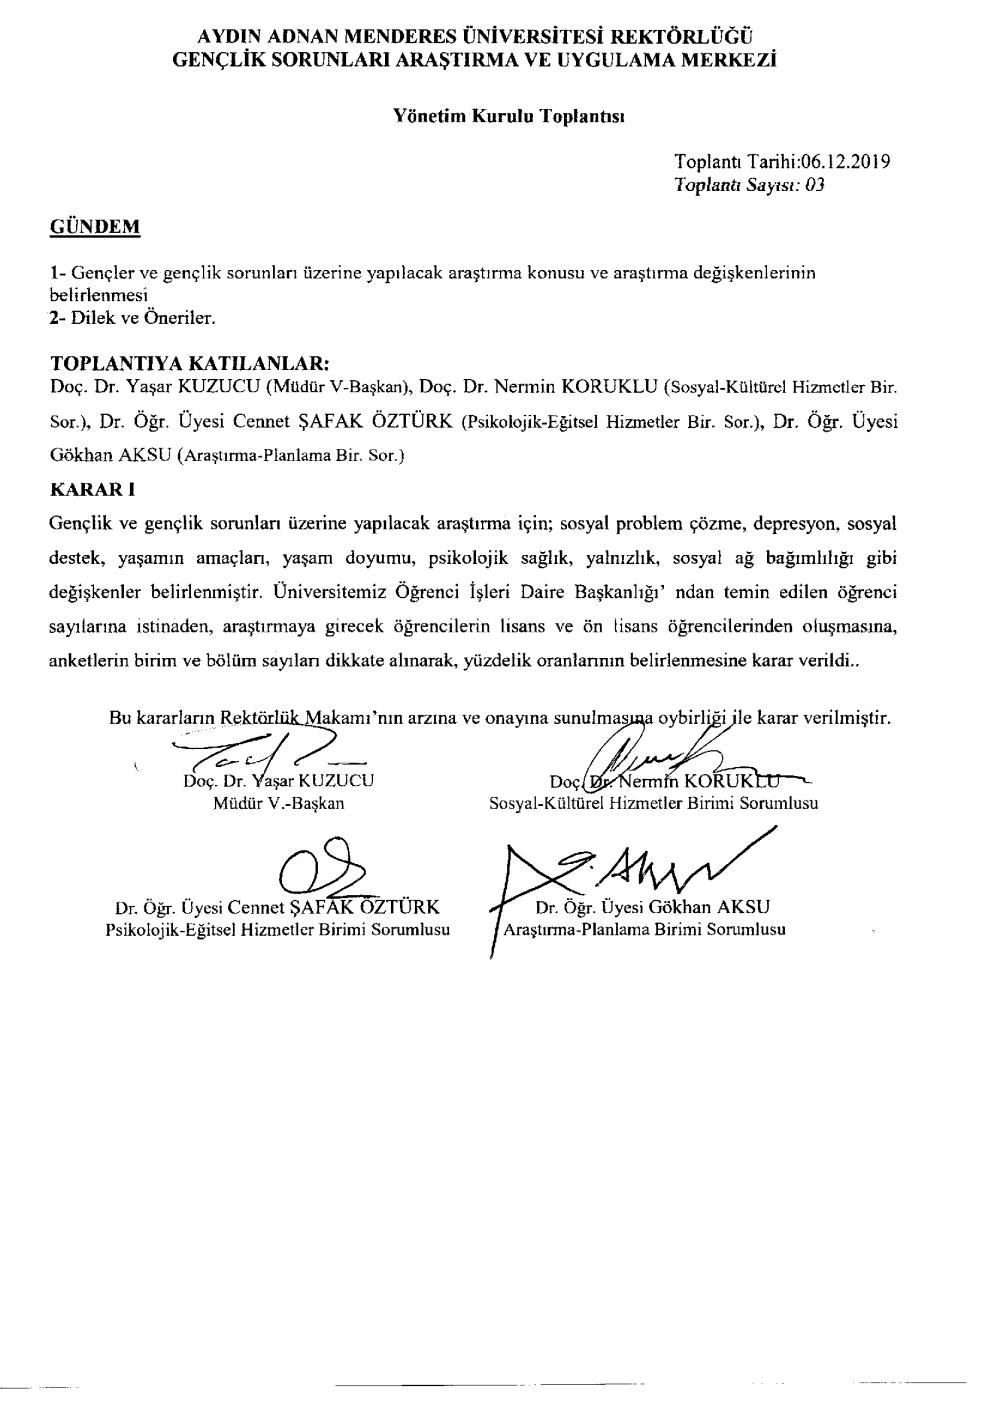 AYDIN ADNAN MENDERES ÜNİVERSİTESİ REKTÖRLÜĞÜ
GENÇLİK SORUNLARI ARAŞTIRMA VE UYGULAMA MERKEZİ
Yönetim Kurulu Toplantısı
Toplantı Tarihi:06.12.2019
Toplantı Sayısı: 03
GÜNDEM
1- Gençler ve gençlik sorunları üzerine yapılacak araştırma konusu ve araştırma değişkenlerinin
belirlenmesi
2- Dilek ve Öneriler.
TOPLANTIYA KATILANLAR:
Doç. Dr. Yaşar KUZUCU (Müdür V-Başkan), Doç. Dr. Nermin KORUKLU (Sosyal-Kültürel Hizmetler Bir.
Sor.), Dr. Öğr. Üyesi Cennet ŞAFAK ÖZTÜRK (Psikolojik-Eğitsel Hizmetler Bir. Sor.), Dr. Öğr. Üyesi
Gökhan AKSU (Araştırma-Planlama Bir. Sor.)
KARAR I
Gençlik ve gençlik sorunları üzerine yapılacak araştırma için; sosyal problem çözme, depresyon, sosyal
destek, yaşamın amaçları, yaşam doyumu, psikolojik sağlık, yalnızlık, sosyal ağ bağımlılığı gibi
değişkenler belirlenmiştir. Üniversitemiz Öğrenci İşleri Daire Başkanlığı' ndan temin edilen öğrenci
sayılarına istinaden, araştırmaya girecek öğrencilerin lisans ve ön lisans öğrencilerinden oluşmasına,
anketlerin birim ve bölüm sayıları dikkate alınarak, yüzdelik oranlarının belirlenmesine karar verildi..
Bu kararların Rektörlük Makamı'nın arzına ve onayına sunulmasına oybirliği ile karar verilmiştir.
Doç. Dr. Yaşar KUZUCU
Müdür V.-Başkan
Doç. Dr. Nermin KORUKLU
Sosyal-Kültürel Hizmetler Birimi Sorumlusu
Dr. Öğr. Üyesi Cennet ŞAFAK ÖZTÜRK
Psikolojik-Eğitsel Hizmetler Birimi Sorumlusu
Dr. Öğr. Üyesi Gökhan AKSU
Araştırma-Planlama Birimi Sorumlusu